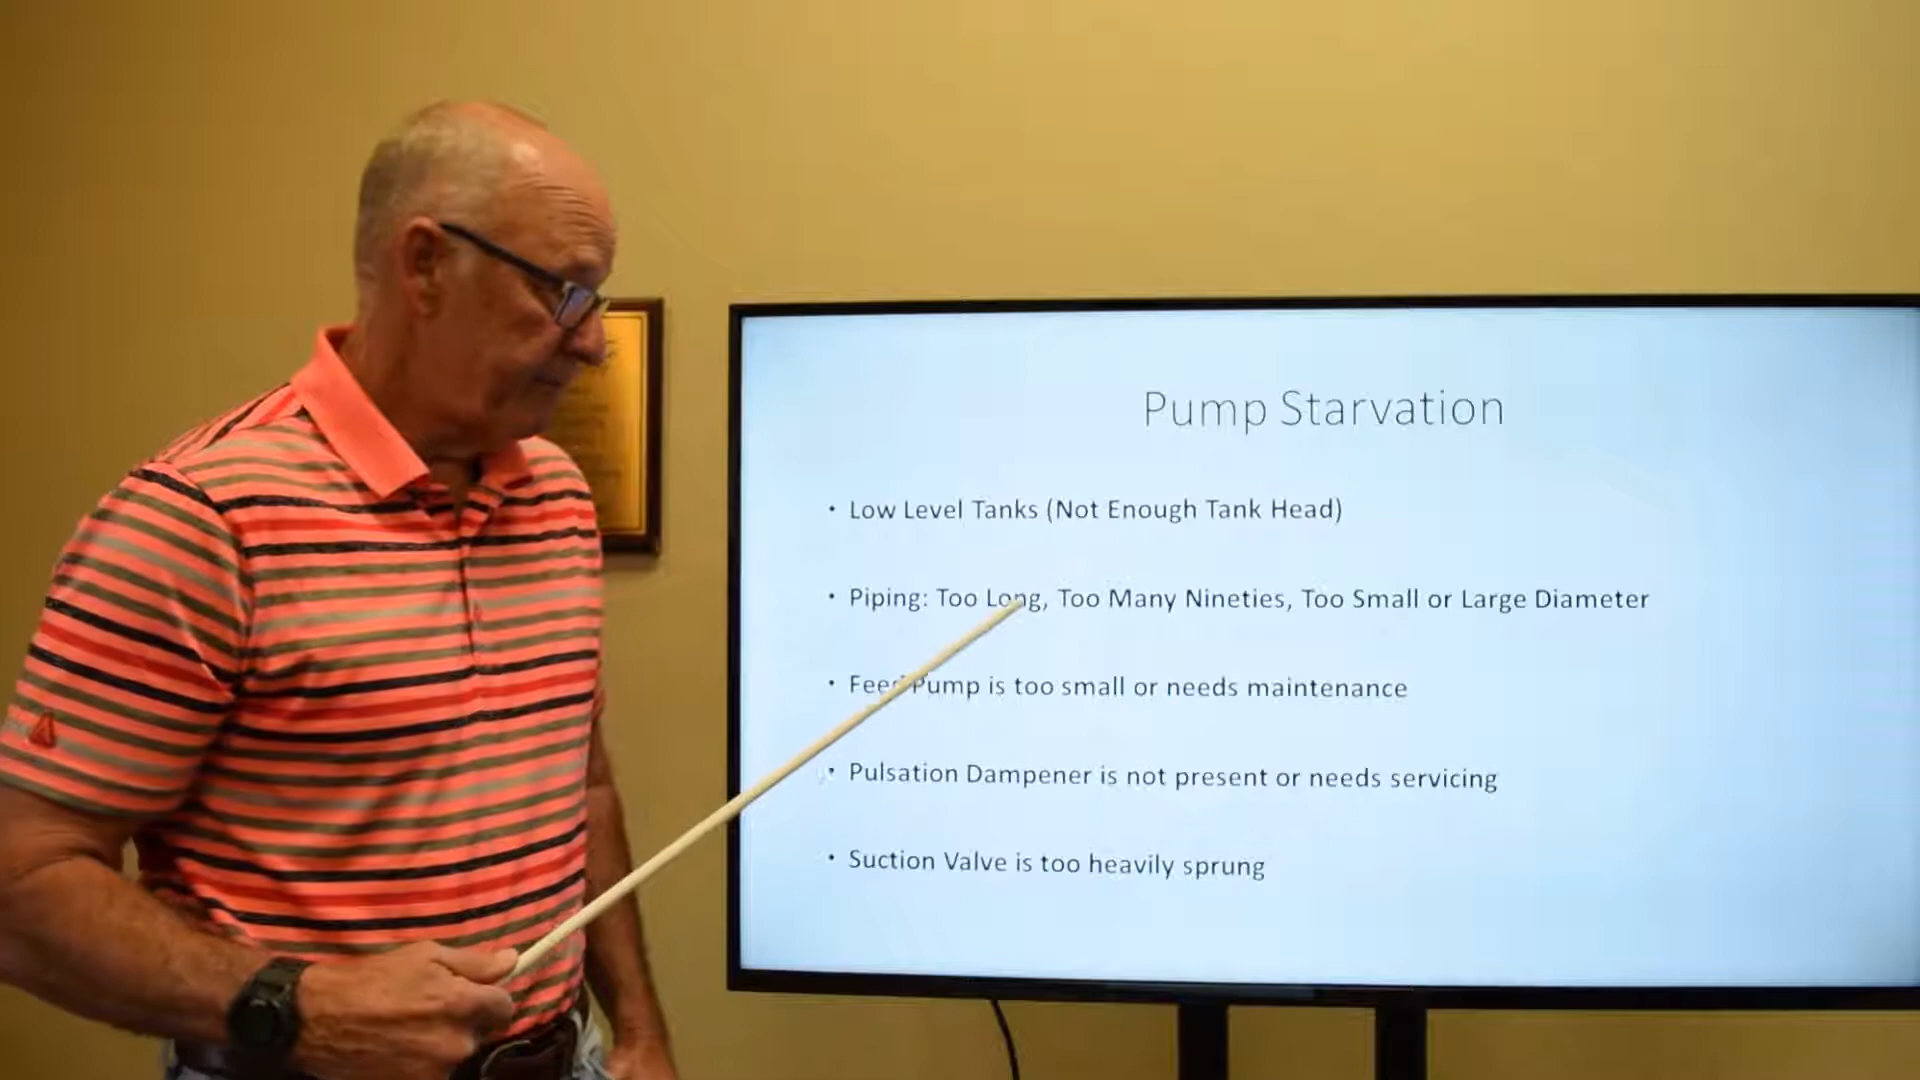 Pump Starvation
• Low Level Tanks (Not Enough Tank Head)
• Piping: Too Long, Too Many Nineties, Too Small or Large Diameter
• Feed Pump is too small or needs maintenance
• Pulsation Dampener is not present or needs servicing
• Suction Valve is too heavily sprung